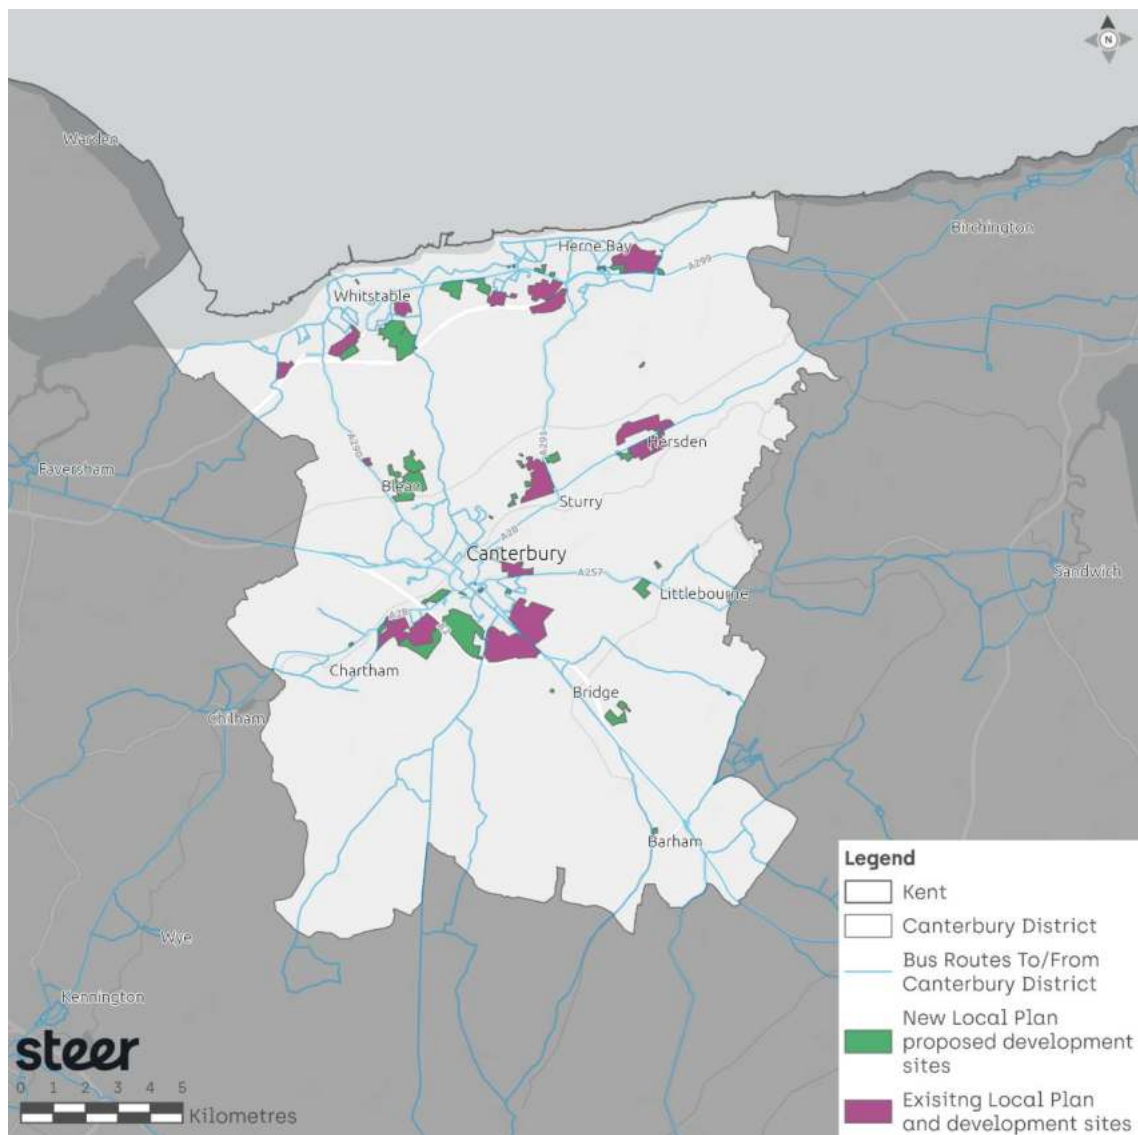 N
Warden
Birchington
Herne Bay
A299
Whitstable
A290
A291
Hersden
Faversham
Blean
Sturry
A28
Canterbury
A257
Sandwich
Littlebourne
A28
Chartham
Bridge
Chilham
Barham
Wye
Kennington
Legend
Kent
Canterbury District
Bus Routes To/From
Canterbury District
New Local Plan
proposed development
sites
Exisitng Local Plan
and development sites
steer
0 1 2 3 4 5
Kilometres